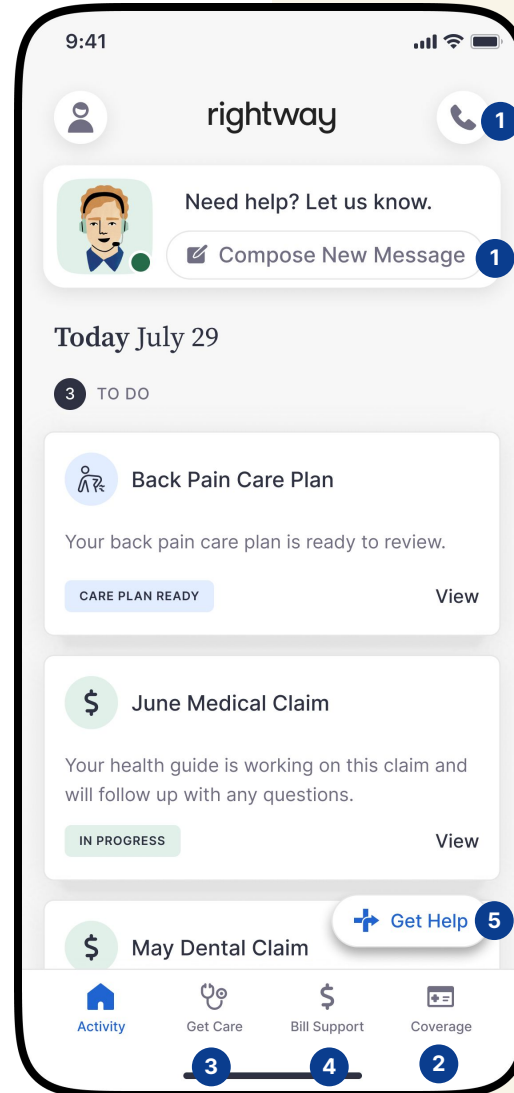 9:41
rightway
1
Need help? Let us know.
Compose New Message
1
Today July 29
3 TO DO
Back Pain Care Plan
Your back pain care plan is ready to review.
CARE PLAN READY View
$ June Medical Claim
Your health guide is working on this claim and
will follow up with any questions.
IN PROGRESS View
Get Help 5
$ May Dental Claim
$
Activity Get Care Bill Support Coverage
3 4 2